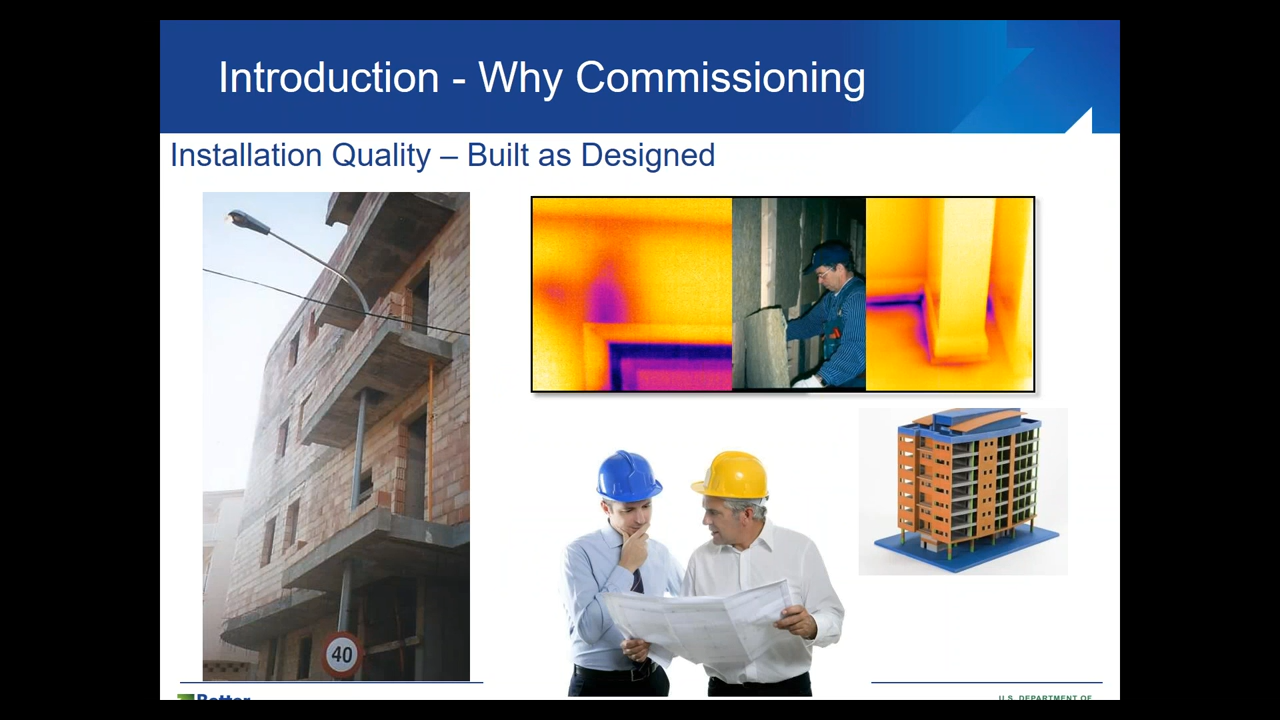 Introduction - Why Commissioning
Installation Quality – Built as Designed
40
Better
U.S. DEPARTMENT OF